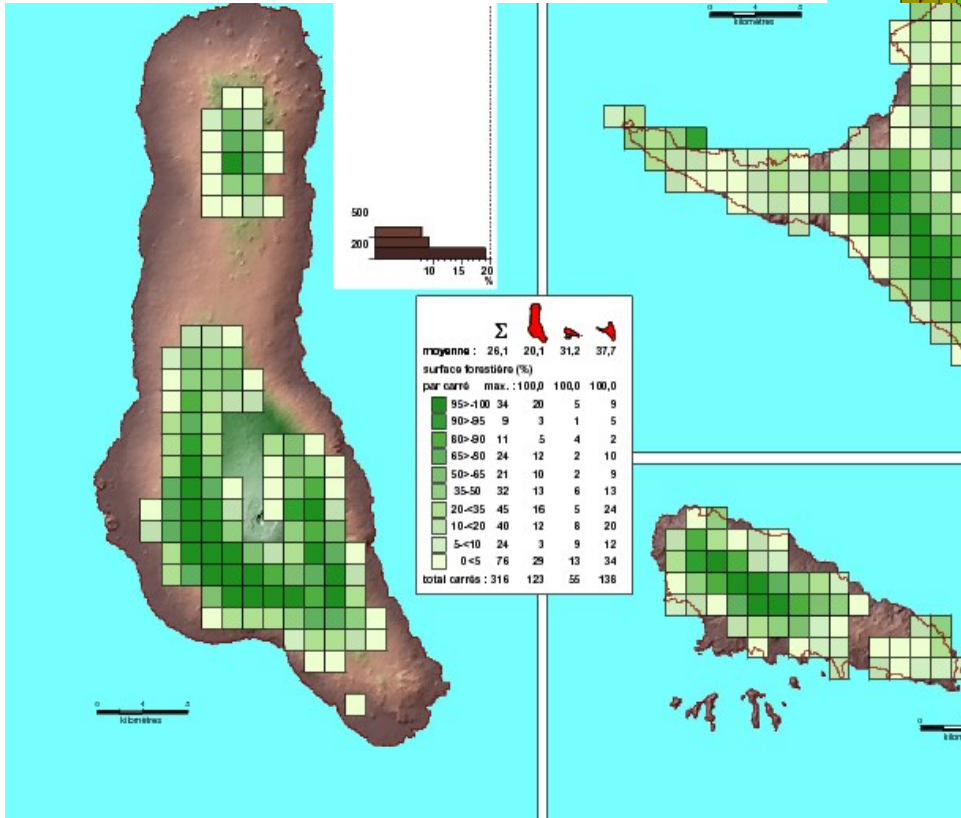 kilomètres
500
200
10 15 20
%
Σ
moyenne : 26,1 20,1 31,2 37,7
surface forestière (%)
par carré max. : 100,0 100,0 100,0
95>-100 34 20 5 9
90>-95 9 3 1 5
80>-90 11 5 4 2
65>-80 24 12 2 10
50>-65 21 10 2 9
35-50 32 13 6 13
20-<35 45 16 5 24
10-<20 40 12 8 20
5-<10 24 3 9 12
0<5 76 29 13 34
total carrés : 316 123 55 138
kilomètres